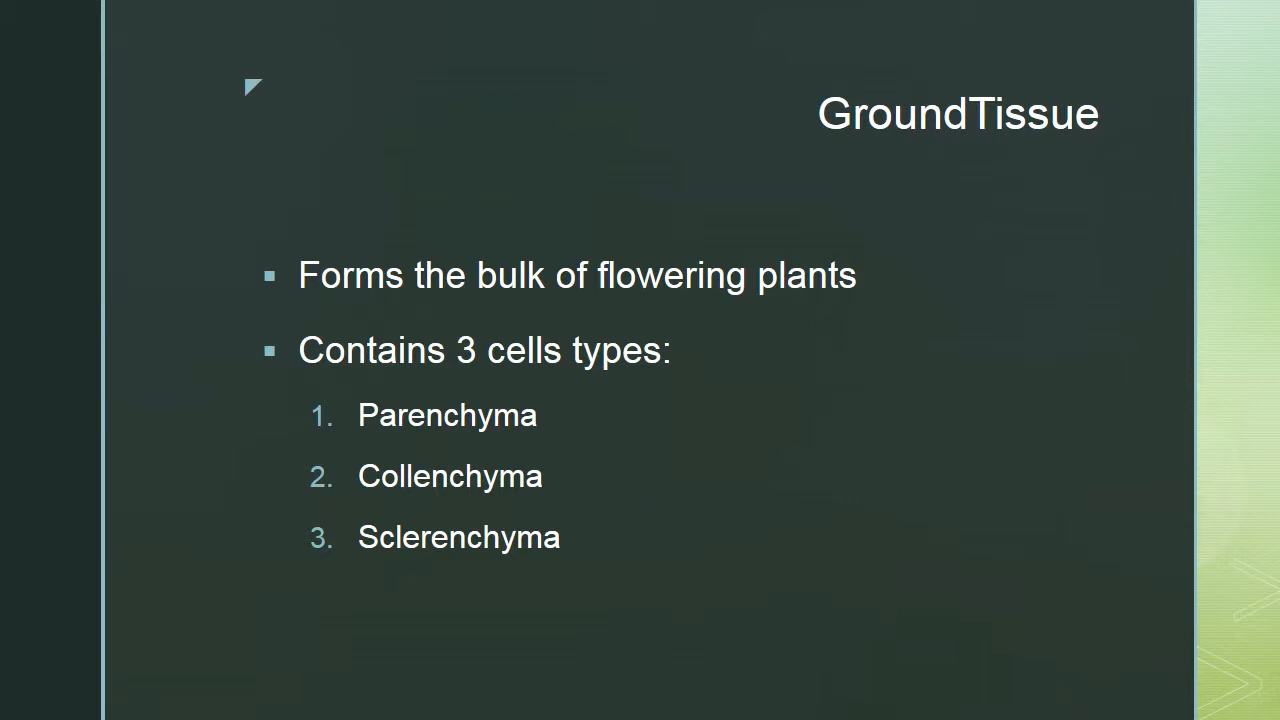 GroundTissue
▪ Forms the bulk of flowering plants
▪ Contains 3 cells types:
1. Parenchyma
2. Collenchyma
3. Sclerenchyma